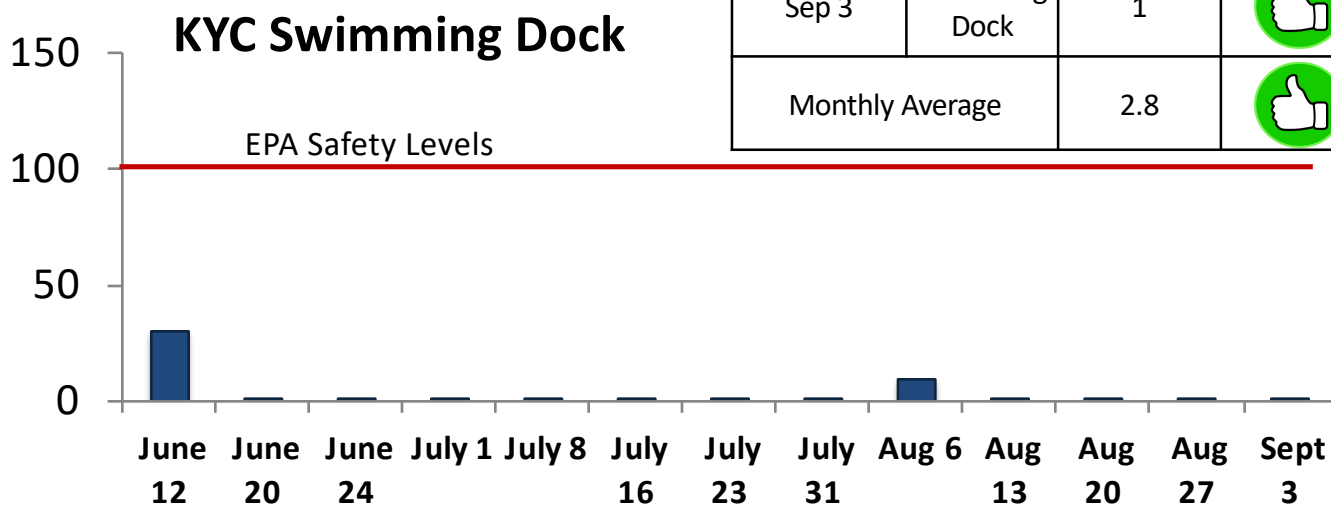 KYC Swimming Dock
Sep 3
Dock
1
Monthly Average
2.8
150
EPA Safety Levels
100
50
0
June 12
June 20
June 24
July 1
July 8
July 16
July 23
July 31
Aug 6
Aug 13
Aug 20
Aug 27
Sept 3